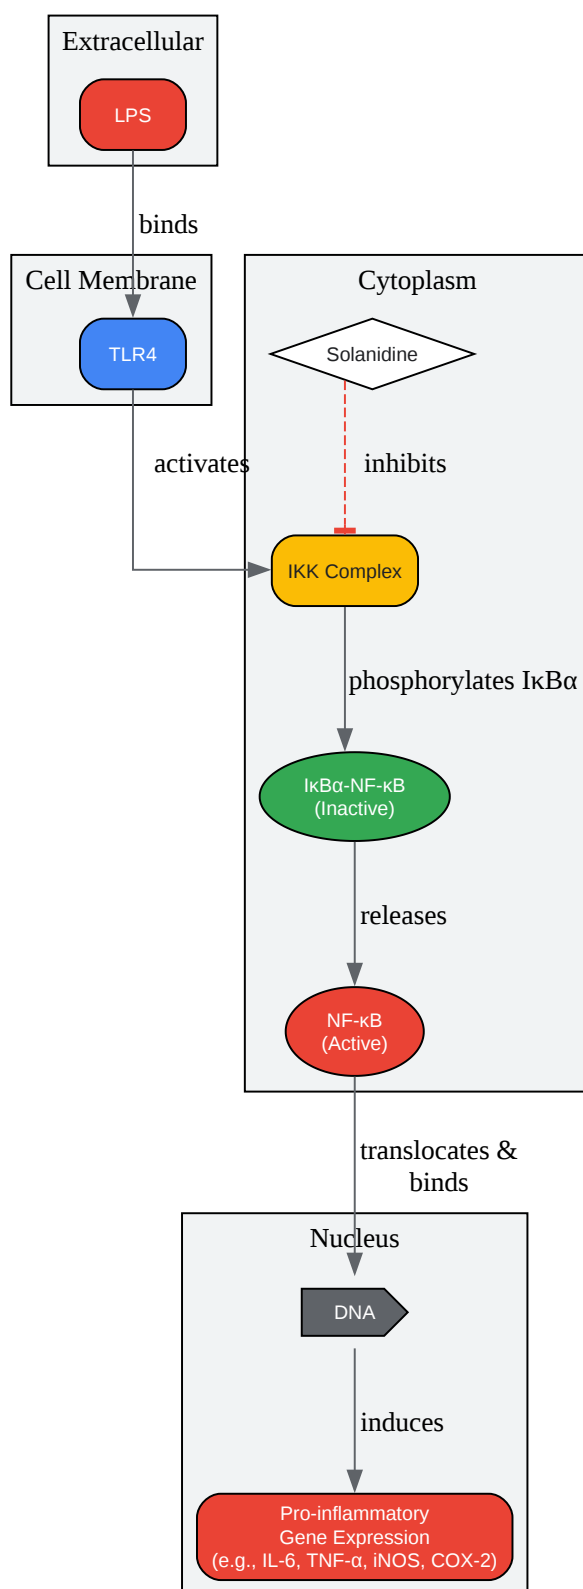 Extracellular
LPS
binds
Cell Membrane
TLR4
Cytoplasm
Solanidine
activates
inhibits
IKK Complex
phosphorylates IκBα
IκBα-NF-κB
(Inactive)
releases
NF-κB
(Active)
translocates &
binds
Nucleus
DNA
induces
Pro-inflammatory
Gene Expression
(e.g., IL-6, TNF-α, iNOS, COX-2)